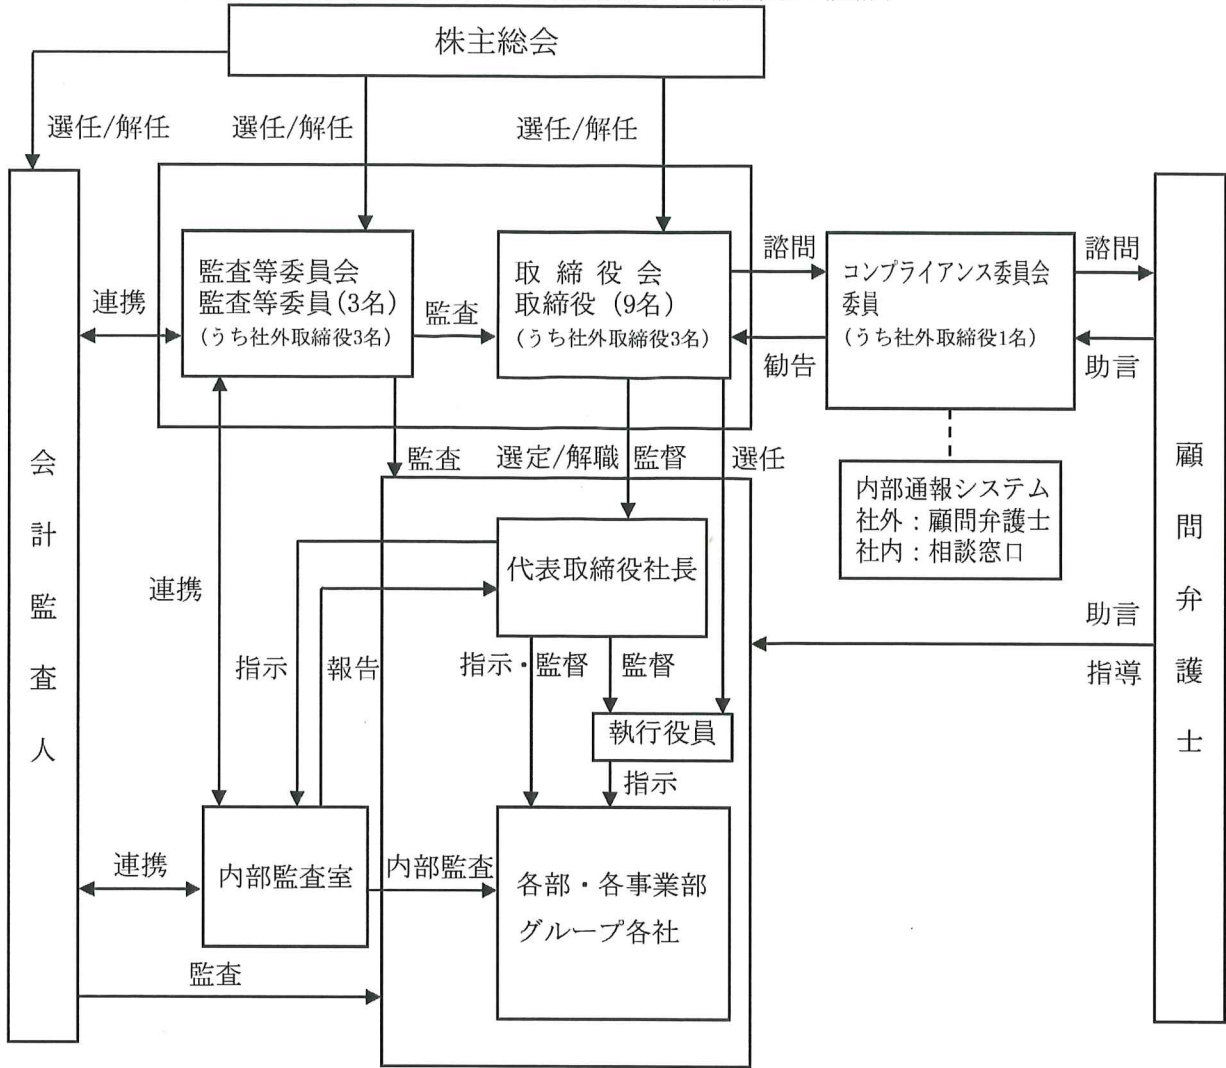 株主総会
選任/解任
選任/解任
選任/解任
監査等委員会
監査等委員(3名)
(うち社外取締役3名)
監査
取締役会
取締役(9名)
(うち社外取締役3名)
諮問
勧告
コンプライアンス委員会
委員
(うち社外取締役1名)
諮問
助言
連携
会計監査人
顧問弁護士
監査
選定/解職
監督
選任
内部通報システム
社外：顧問弁護士
社内：相談窓口
代表取締役社長
連携
指示
報告
指示・監督
監督
助言
指導
執行役員
指示
連携
内部監査室
内部監査
各部・各事業部
グループ各社
監査